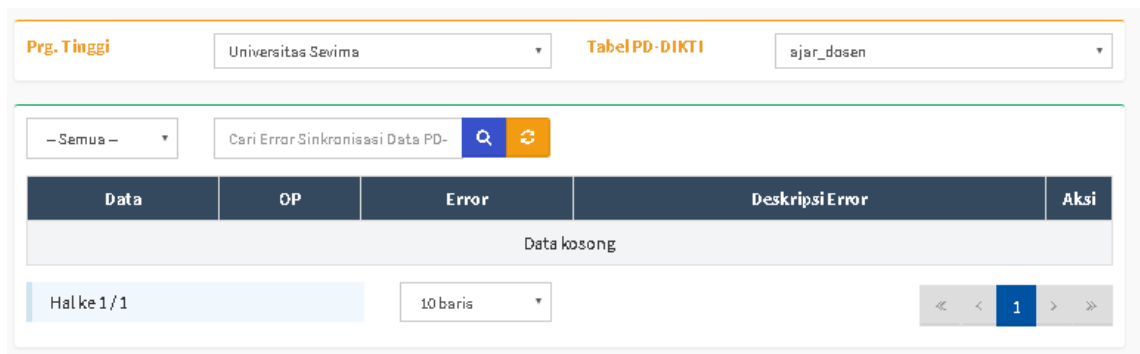 Prg. Tinggi Universitas Sevima Tabel PD-DIKTI ajar_dosen
-- Semua -- Cari Error Sinkronisasi Data PD-
Data OP Error Deskripsi Error Aksi
Data kosong
Hal ke 1 / 1 10 baris « < 1 > »